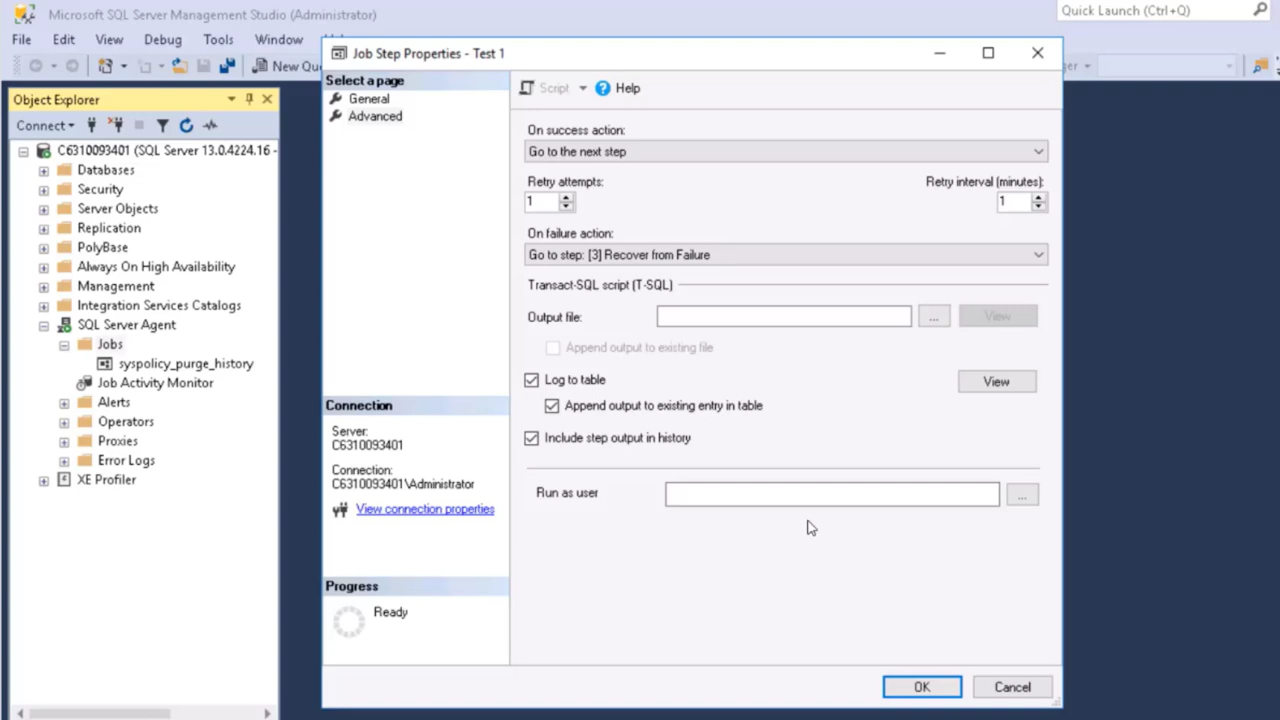 Microsoft SQL Server Management Studio (Administrator)
Quick Launch (Ctrl+Q)
File Edit View Debug Tools Window
New Qu
Object Explorer
Connect
C6310093401 (SQL Server 13.0.4224.16 -
Databases
Security
Server Objects
Replication
PolyBase
Always On High Availability
Management
Integration Services Catalogs
SQL Server Agent
Jobs
syspolicy_purge_history
Job Activity Monitor
Alerts
Operators
Proxies
Error Logs
XE Profiler
Job Step Properties - Test 1
Select a page
General
Advanced
Connection
Server:
C6310093401
Connection:
C6310093401\Administrator
View connection properties
Progress
Ready
Script Help
On success action:
Go to the next step
Retry attempts: Retry interval (minutes):
1 1
On failure action:
Go to step: [3] Recover from Failure
Transact-SQL script (T-SQL)
Output file: ... View
Append output to existing file
Log to table View
Append output to existing entry in table
Include step output in history
Run as user ...
OK Cancel